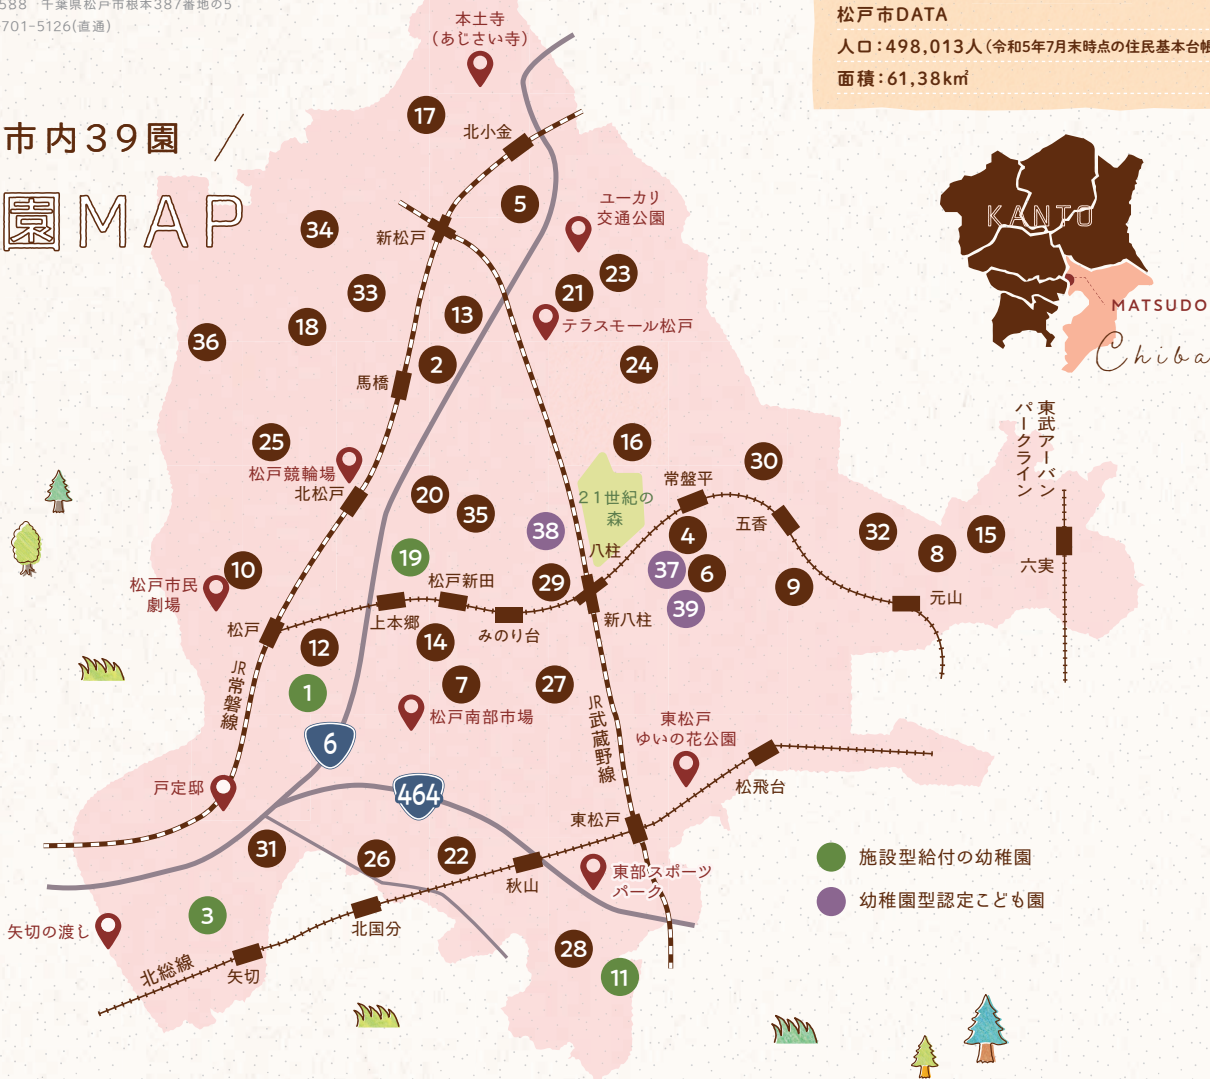 588 千葉県松戸市根本387番地の5
701-5126(直通)
市内39園
園MAP
松戸市DATA
人口:498,013人(令和5年7月末時点の住民基本台帳
面積:61,38km²
KANTO
MATSUDO
Chiba
本土寺
(あじさい寺)
17
北小金
5
ユーカリ
交通公園
34
新松戸
23
21
33
13
18
テラスモール松戸
36
2
24
馬橋
25
16
松戸競輪場
北松戸
30
常盤平
東武アーバン
パークライン
20
35
21世紀の
森
38
五香
32
15
4
八柱
19
8
六実
10
37
6
松戸市民
劇場
松戸新田
29
9
39
元山
松戸
上本郷
みのり台
新八柱
12
14
1
7
27
JR常磐線
松戸南部市場
JR武蔵野線
東松戸
ゆいの花公園
6
戸定邸
464
松飛台
東松戸
31
26
22
秋山
東部スポーツ
パーク
施設型給付の幼稚園
幼稚園型認定こども園
3
矢切の渡し
北国分
28
11
北総線
矢切